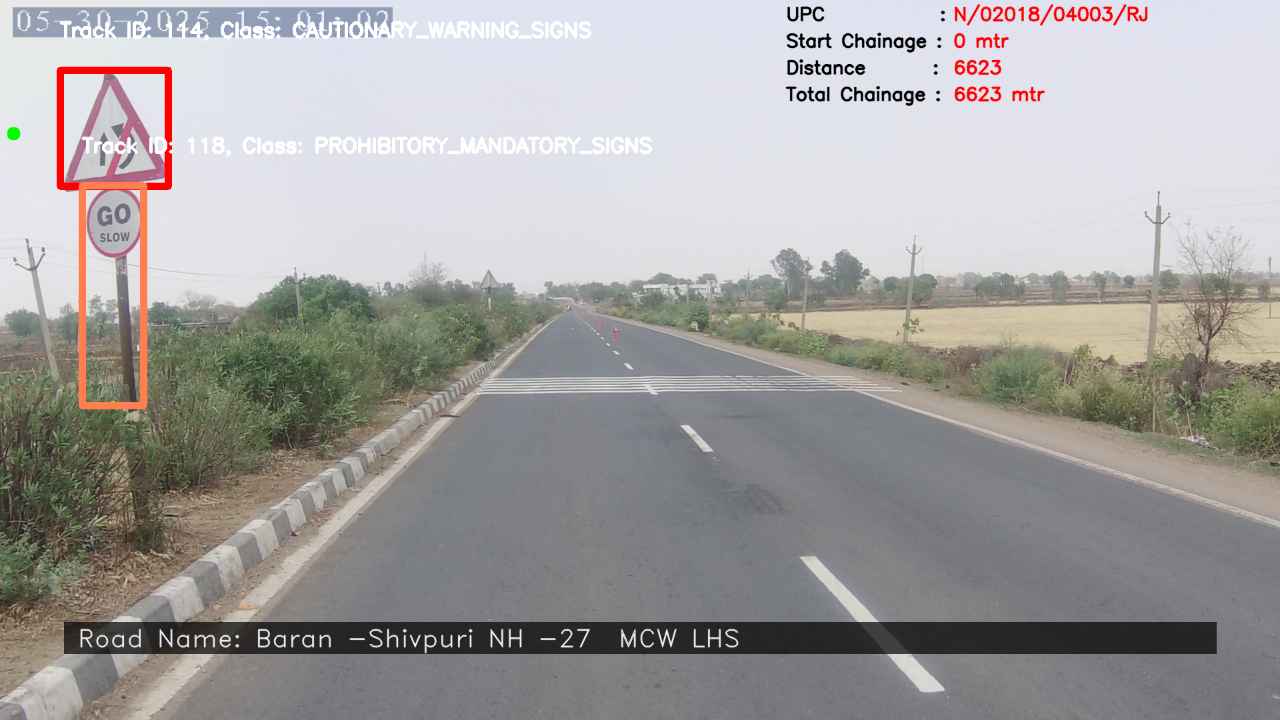 05-30-2025 15:01:02
Track ID: 114, Class: CAUTIONARY_WARNING_SIGNS
UPC : N/02018/04003/RJ
Start Chainage : 0 mtr
Distance : 6623
Total Chainage : 6623 mtr
Track ID: 118, Class: PROHIBITORY_MANDATORY_SIGNS
GO
SLOW
Road Name: Baran -Shivpuri NH -27 MCW LHS